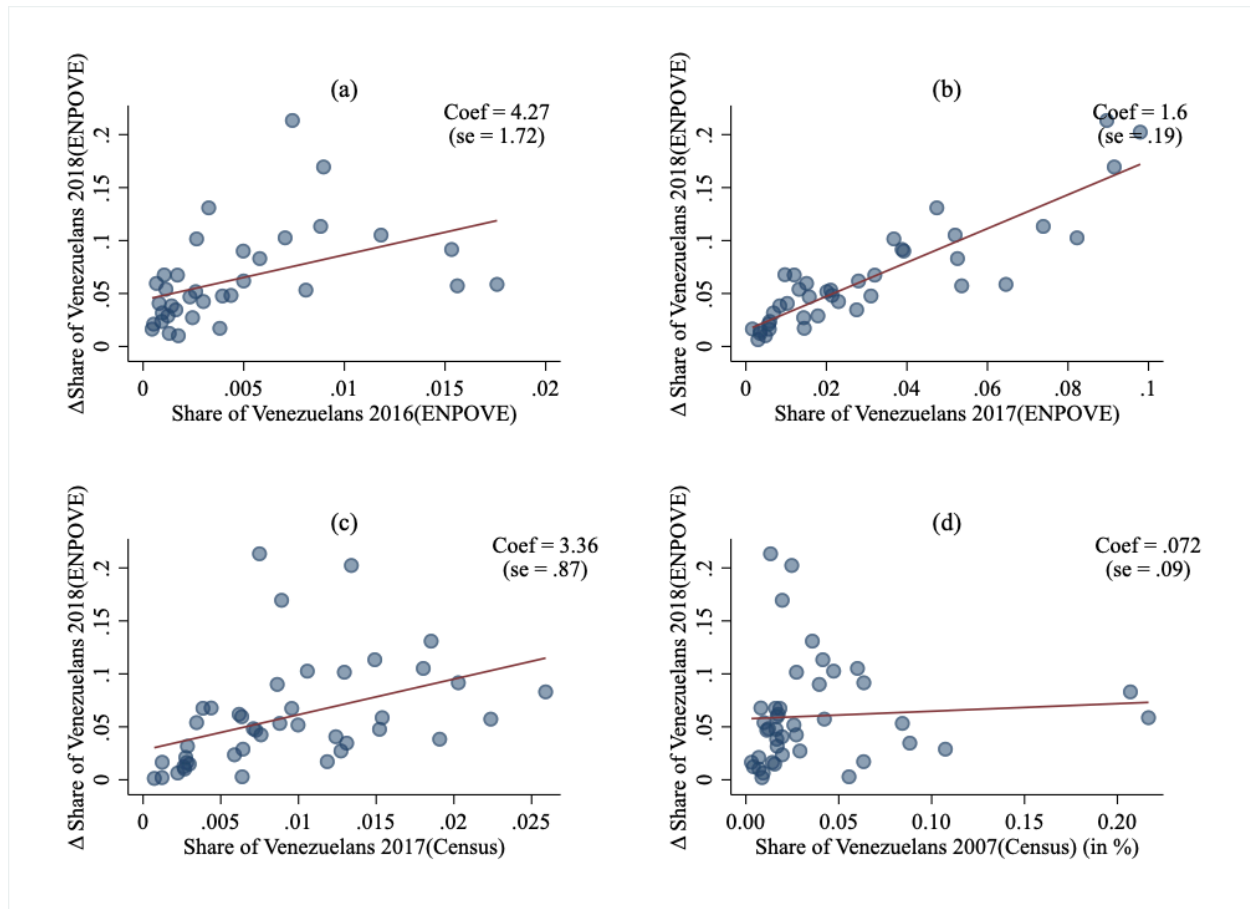 (a)
Coef = 4.27
(se = 1.72)
ΔShare of Venezuelans 2018(ENPOVE)
.2
.15
.1
.05
0
0 .005 .01 .015 .02
Share of Venezuelans 2016(ENPOVE)
(b)
Coef = 1.6
(se = .19)
Δ Share of Venezuelans 2018(ENPOVE)
.2
.15
.1
.05
0
0 .02 .04 .06 .08 .1
Share of Venezuelans 2017(ENPOVE)
(c)
Coef = 3.36
(se = .87)
Δ Share of Venezuelans 2018(ENPOVE)
.2
.15
.1
.05
0
0 .005 .01 .015 .02 .025
Share of Venezuelans 2017(Census)
(d)
Coef = .072
(se = .09)
Δ Share of Venezuelans 2018(ENPOVE)
.2
.15
.1
.05
0
0.00 0.05 0.10 0.15 0.20
Share of Venezuelans 2007(Census) (in %)